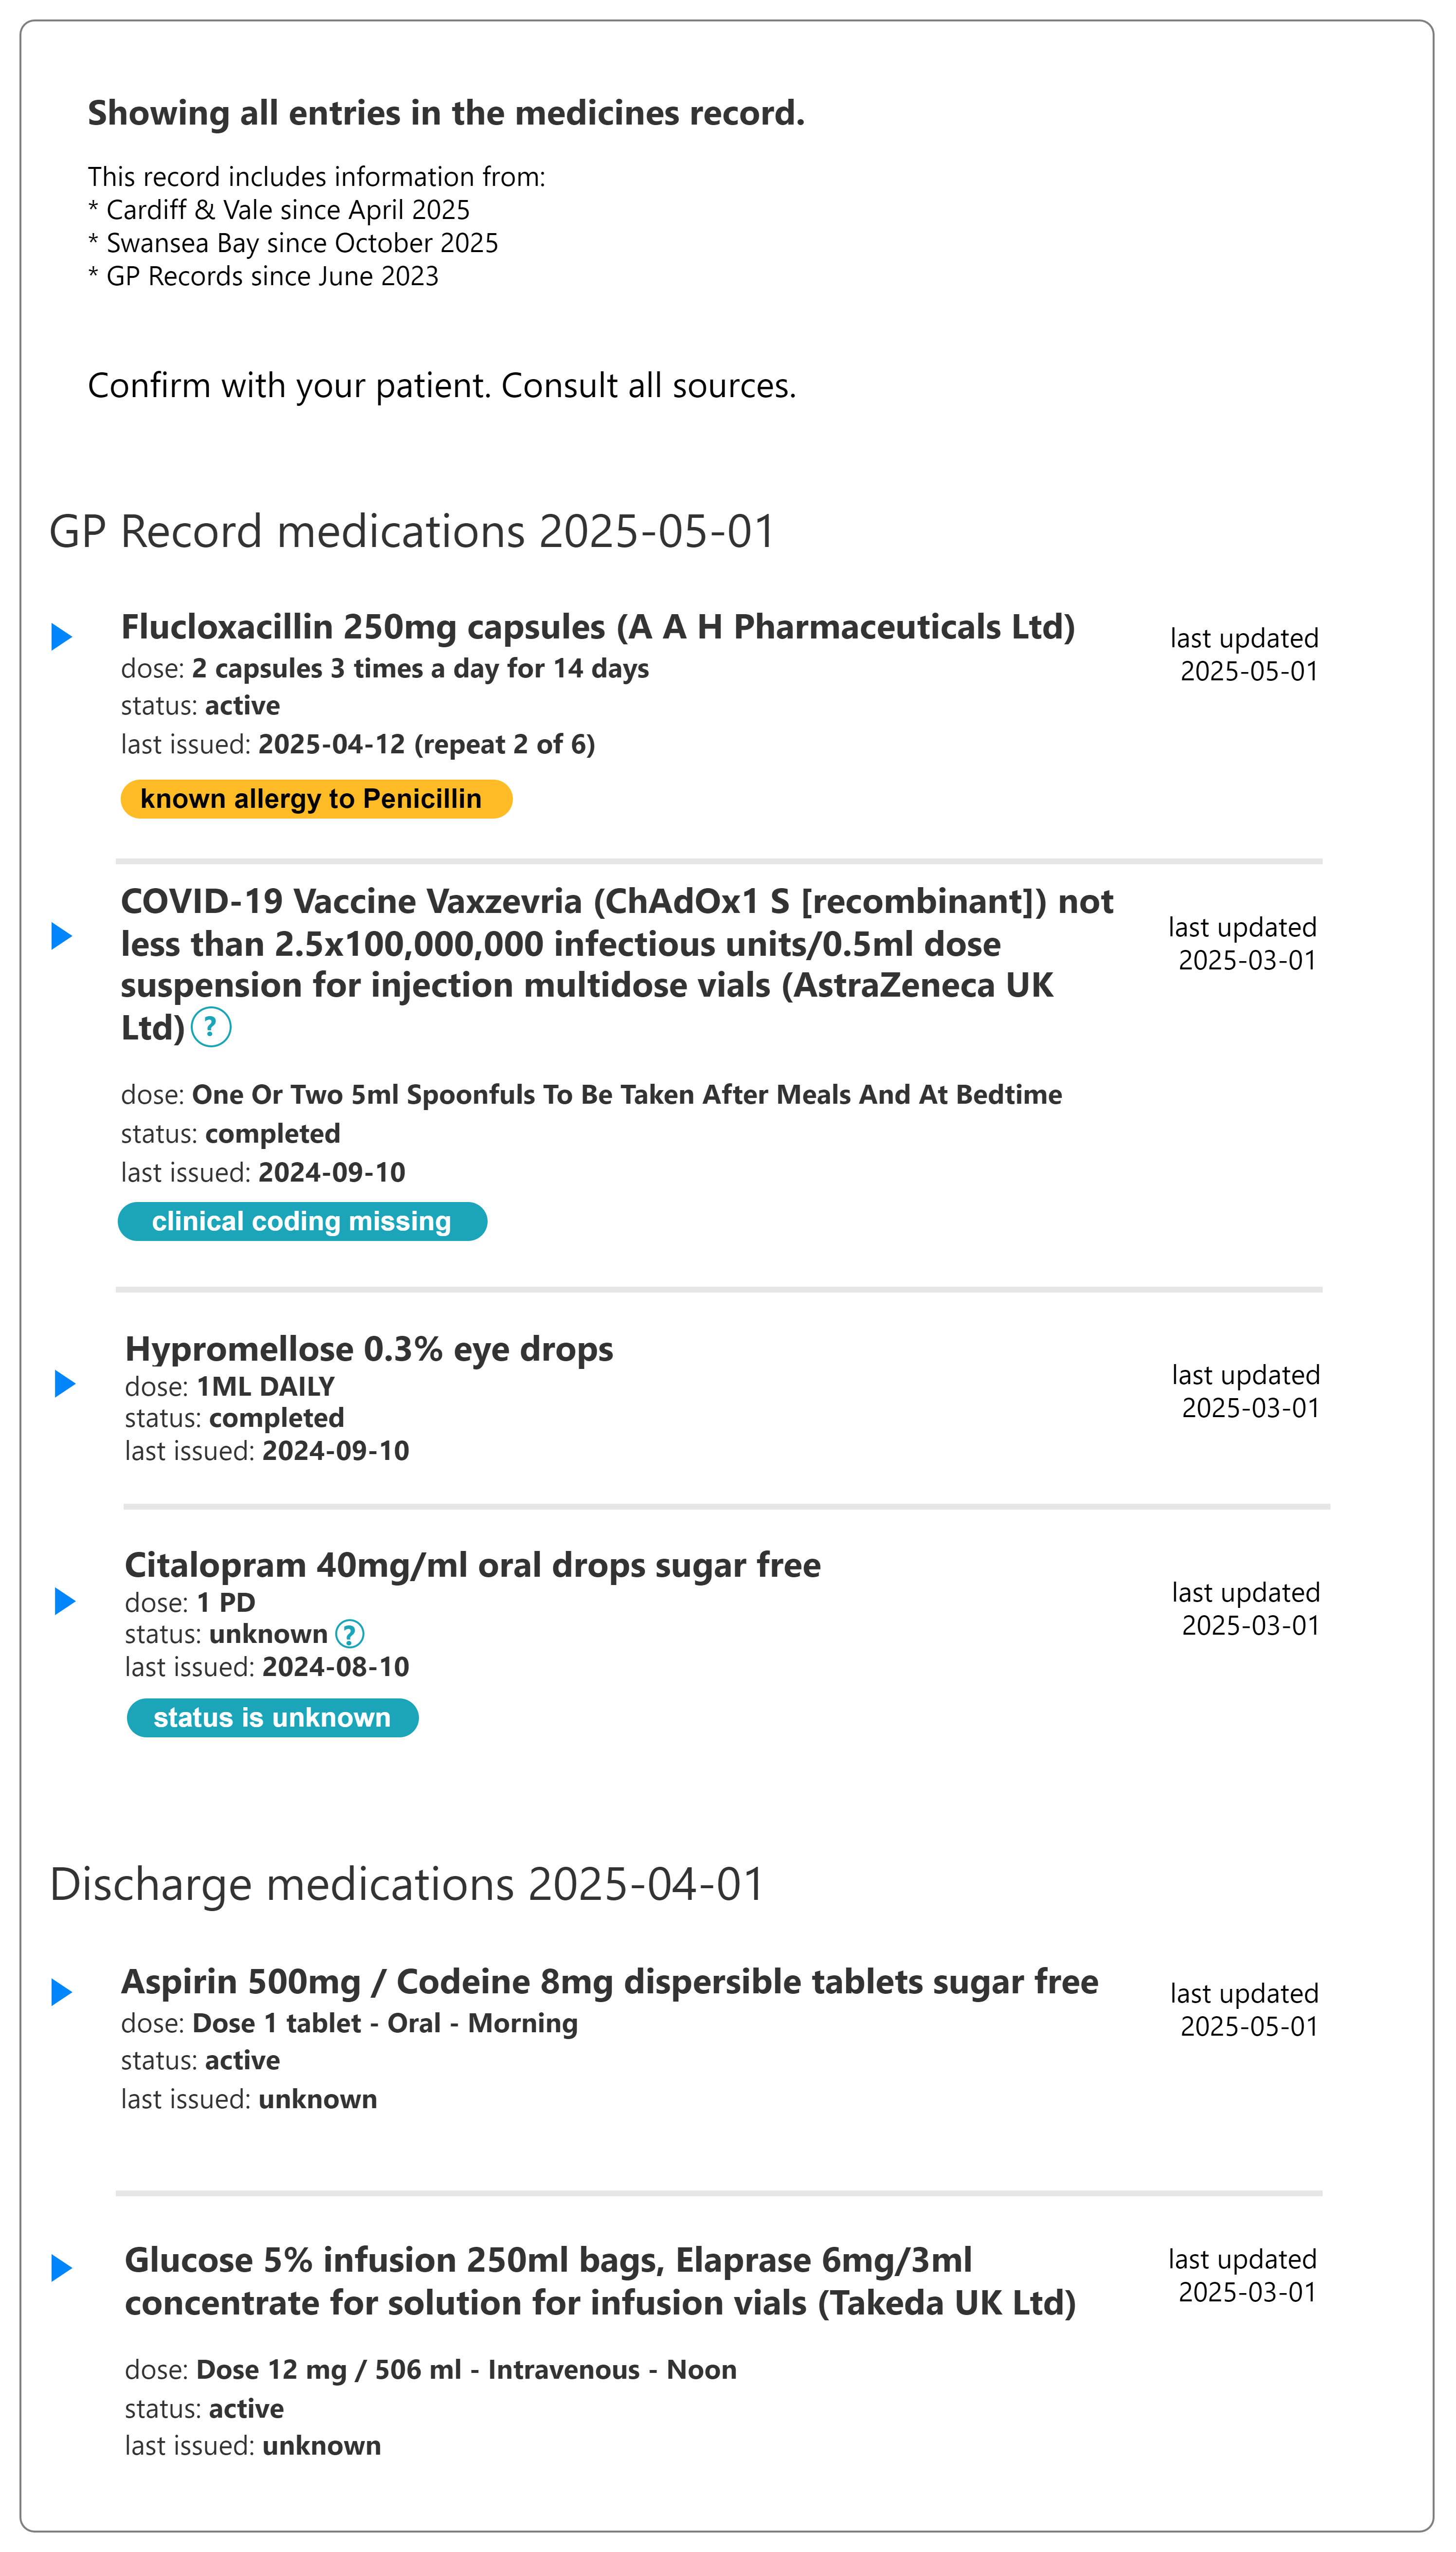 Showing all entries in the medicines record.
This record includes information from:
* Cardiff & Vale since April 2025
* Swansea Bay since October 2025
* GP Records since June 2023
Confirm with your patient. Consult all sources.
GP Record medications 2025-05-01
Flucloxacillin 250mg capsules (A A H Pharmaceuticals Ltd)
last updated
2025-05-01
dose: 2 capsules 3 times a day for 14 days
status: active
last issued: 2025-04-12 (repeat 2 of 6)
known allergy to Penicillin
COVID-19 Vaccine Vaxzevria (ChAdOx1 S [recombinant]) not
less than 2.5x100,000,000 infectious units/0.5ml dose
suspension for injection multidose vials (AstraZeneca UK
Ltd) ?
last updated
2025-03-01
dose: One Or Two 5ml Spoonfuls To Be Taken After Meals And At Bedtime
status: completed
last issued: 2024-09-10
clinical coding missing
Hypromellose 0.3% eye drops
last updated
2025-03-01
dose: 1ML DAILY
status: completed
last issued: 2024-09-10
Citalopram 40mg/ml oral drops sugar free
last updated
2025-03-01
dose: 1 PD
status: unknown ?
last issued: 2024-08-10
status is unknown
Discharge medications 2025-04-01
Aspirin 500mg / Codeine 8mg dispersible tablets sugar free
last updated
2025-05-01
dose: Dose 1 tablet - Oral - Morning
status: active
last issued: unknown
Glucose 5% infusion 250ml bags, Elaprase 6mg/3ml
concentrate for solution for infusion vials (Takeda UK Ltd)
last updated
2025-03-01
dose: Dose 12 mg / 506 ml - Intravenous - Noon
status: active
last issued: unknown